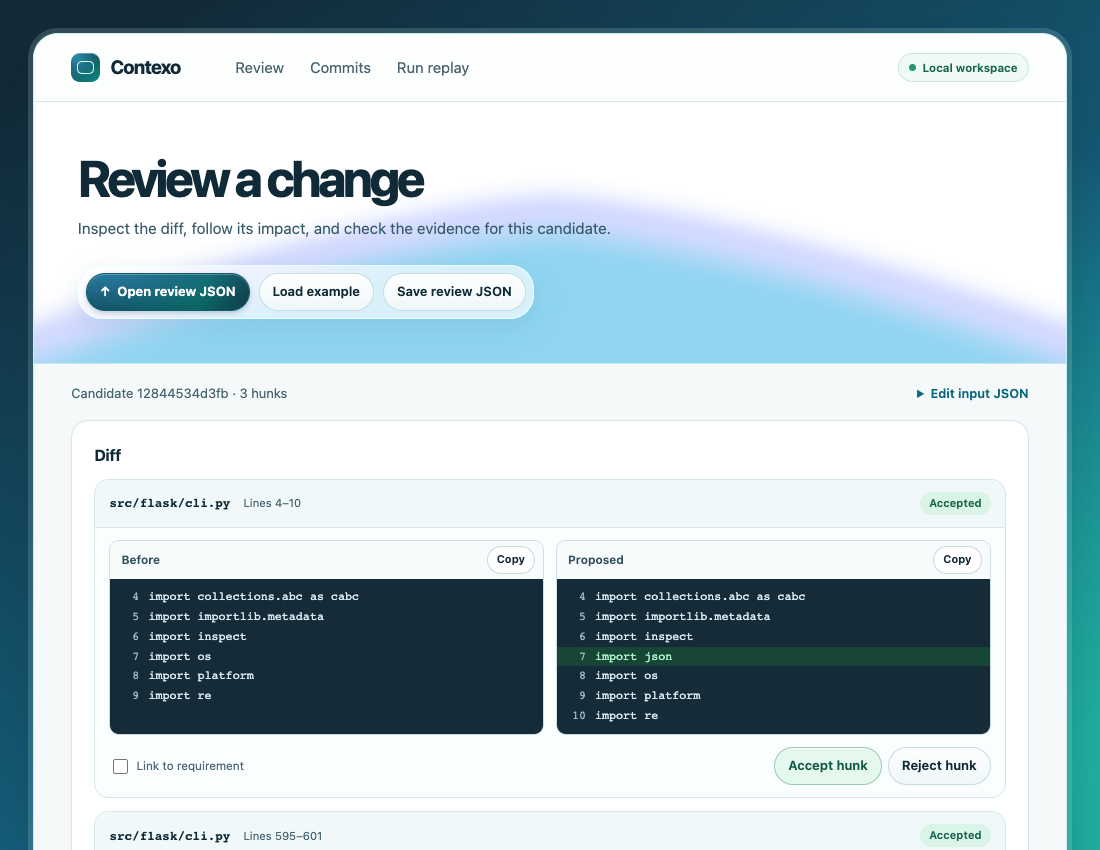 Contexo
Review
Commits
Run replay
Local workspace
Review a change
Inspect the diff, follow its impact, and check the evidence for this candidate.
↑ Open review JSON
Load example
Save review JSON
Candidate 12844534d3fb · 3 hunks
▶ Edit input JSON
Diff
src/flask/cli.py Lines 4–10
Accepted
Before
Copy
4 import collections.abc as cabc
5 import importlib.metadata
6 import inspect
7 import os
8 import platform
9 import re
Proposed
Copy
4 import collections.abc as cabc
5 import importlib.metadata
6 import inspect
7 import json
8 import os
9 import platform
10 import re
Link to requirement
Accept hunk
Reject hunk
src/flask/cli.py Lines 595–601
Accepted